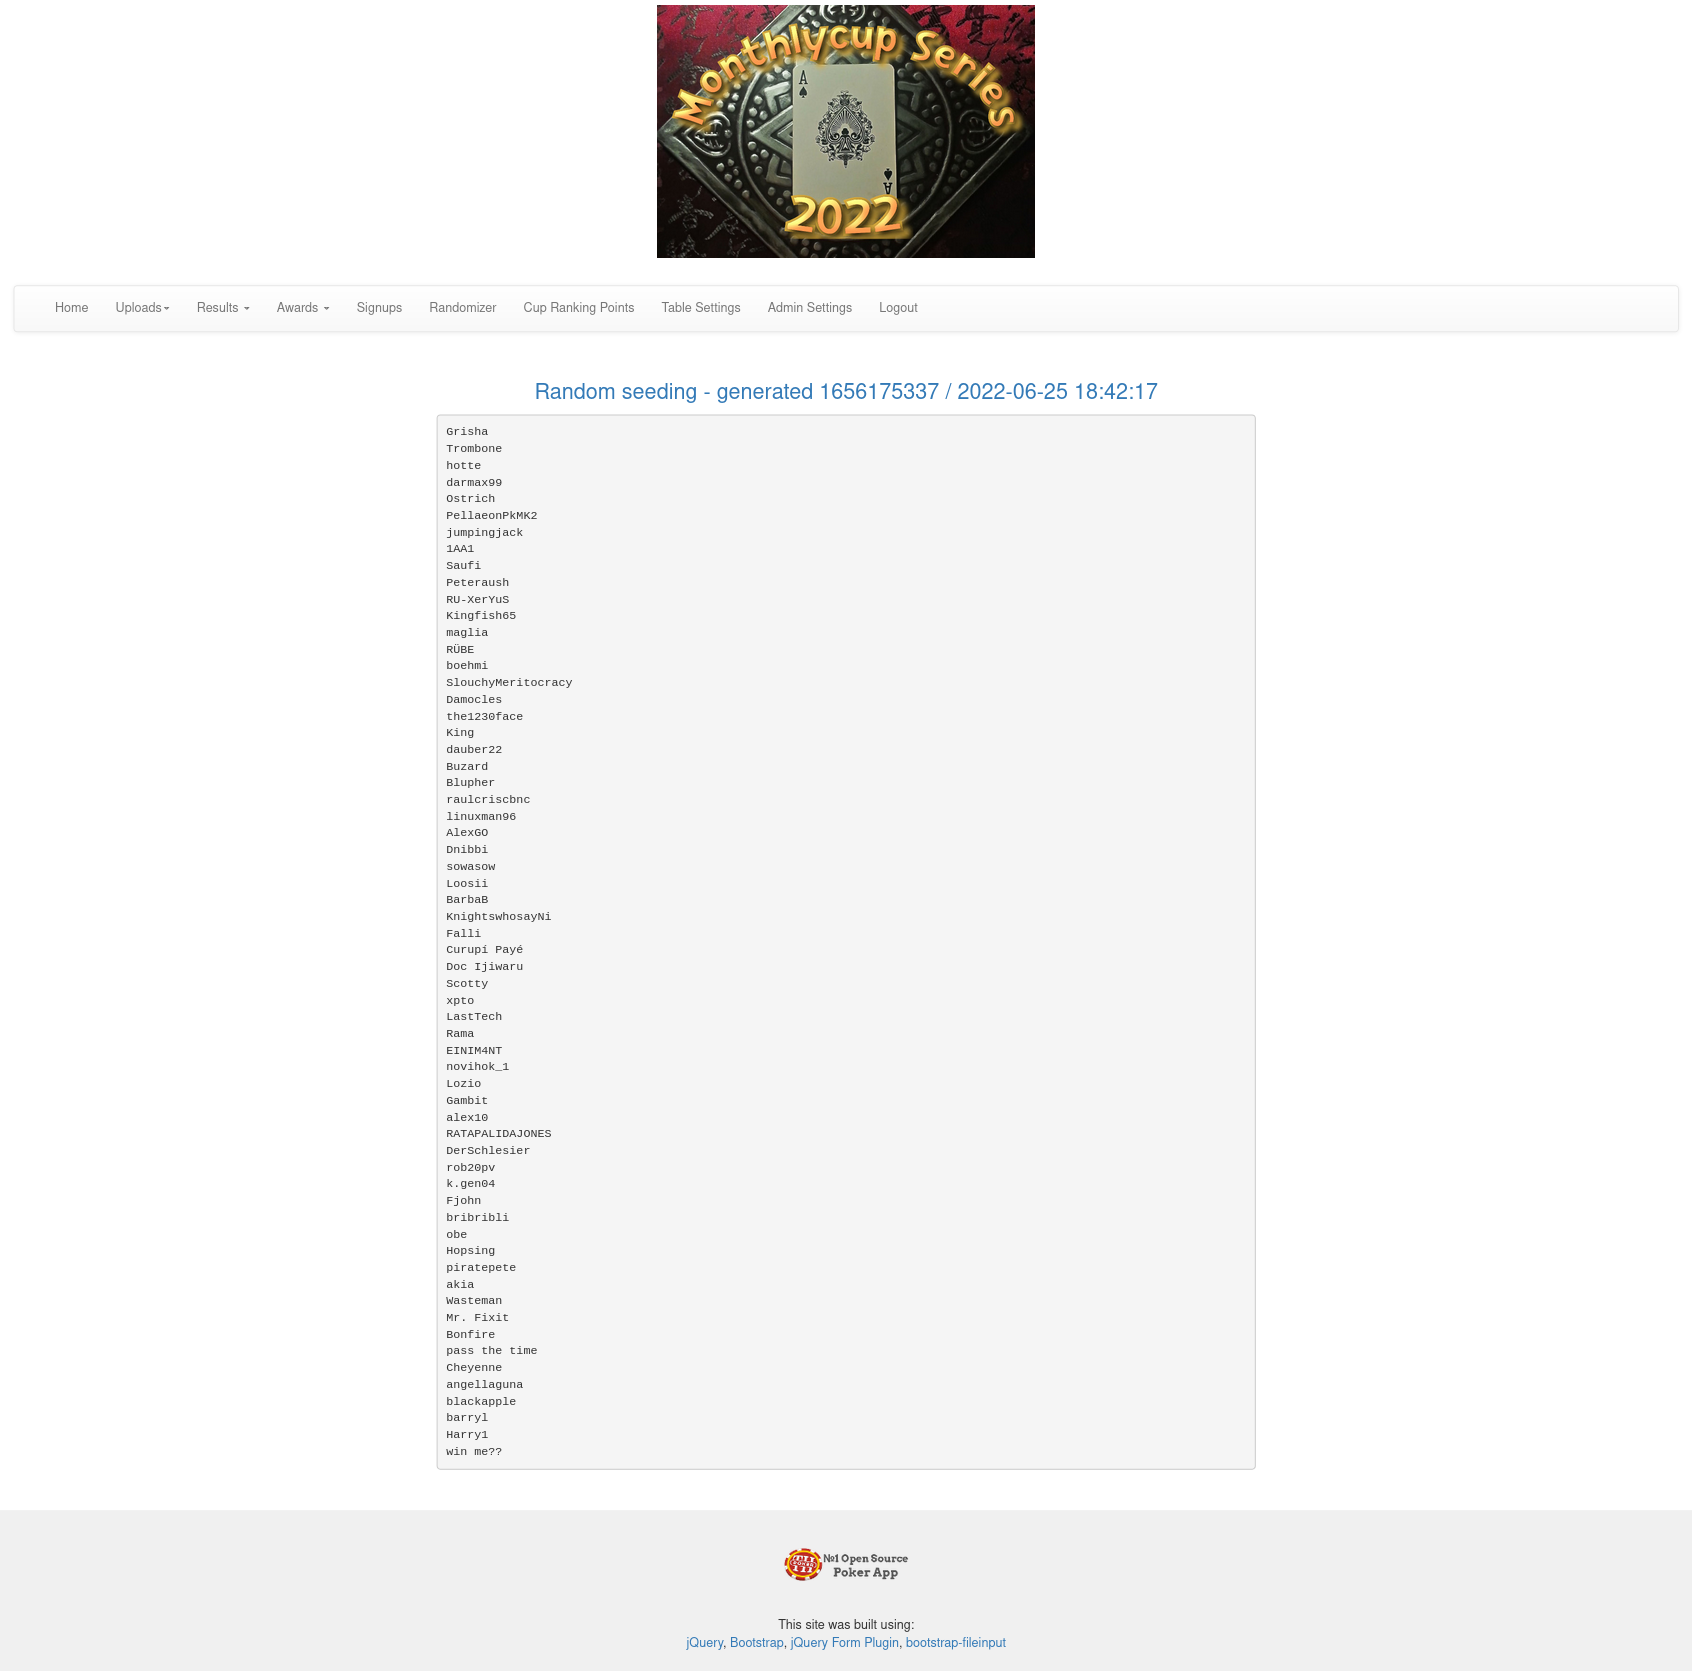 Monthlycup Series
A
A
2022
Home Uploads Results Awards Signups Randomizer Cup Ranking Points Table Settings Admin Settings Logout
Random seeding - generated 1656175337 / 2022-06-25 18:42:17
Grisha
Trombone
hotte
darmax99
Ostrich
PellaeonPkMK2
jumpingjack
1AA1
Saufi
Peteraush
RU-XerYuS
Kingfish65
maglia
RÜBE
boehmi
SlouchyMeritocracy
Damocles
the1230face
King
dauber22
Buzard
Blupher
raulcriscbnc
linuxman96
AlexGO
Dnibbi
sowasow
Loosii
BarbaB
KnightswhosayNi
Falli
Curupí Payé
Doc Ijiwaru
Scotty
xpto
LastTech
Rama
EINIM4NT
novihok_1
Lozio
Gambit
alex10
RATAPALIDAJONES
DerSchlesier
rob20pv
k.gen04
Fjohn
bribribli
obe
Hopsing
piratepete
akia
Wasteman
Mr. Fixit
Bonfire
pass the time
Cheyenne
angellaguna
blackapple
barryl
Harry1
win me??
№1 Open Source
Poker App
This site was built using:
jQuery, Bootstrap, jQuery Form Plugin, bootstrap-fileinput